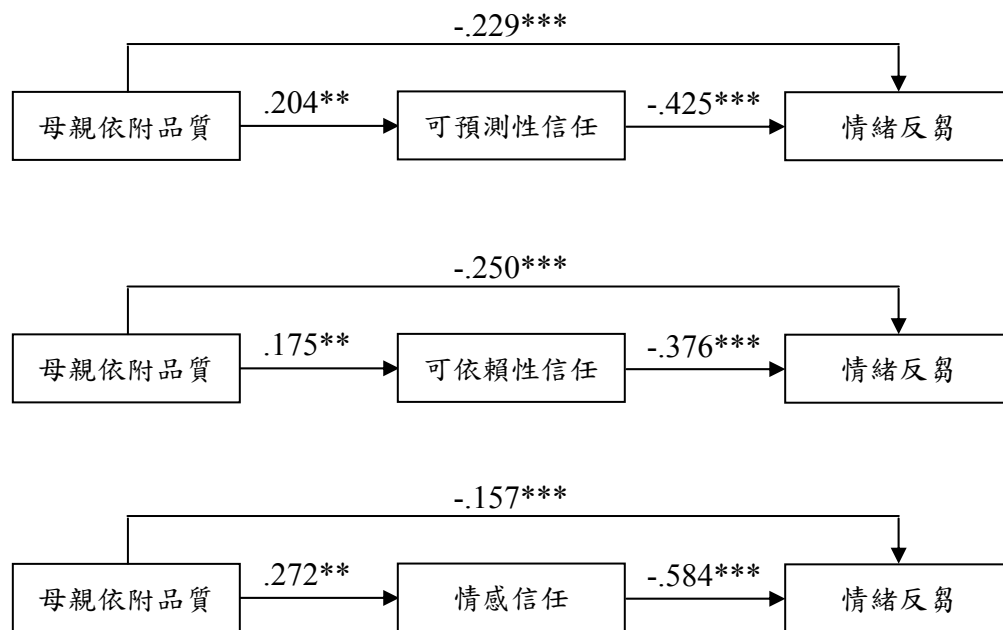 -.229***
.204**
-.425***
母親依附品質
可預測性信任
情緒反芻
-.250***
.175**
-.376***
母親依附品質
可依賴性信任
情緒反芻
-.157***
.272**
-.584***
母親依附品質
情感信任
情緒反芻